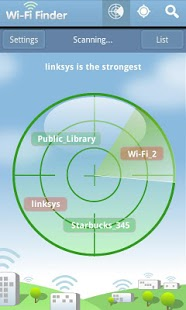 Wi-Fi Finder
Settings
Scanning...
List
linksys is the strongest
Public_Library
Wi-Fi_2
linksys
Starbucks_345